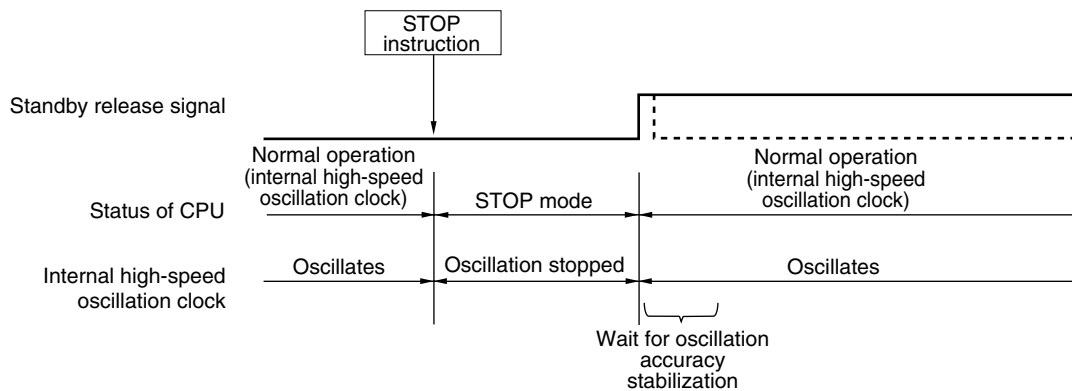 STOP
instruction
Standby release signal
Normal operation
(internal high-speed
oscillation clock)
Normal operation
(internal high-speed
oscillation clock)
Status of CPU
STOP mode
Internal high-speed
oscillation clock
Oscillates
Oscillation stopped
Oscillates
Wait for oscillation
accuracy
stabilization